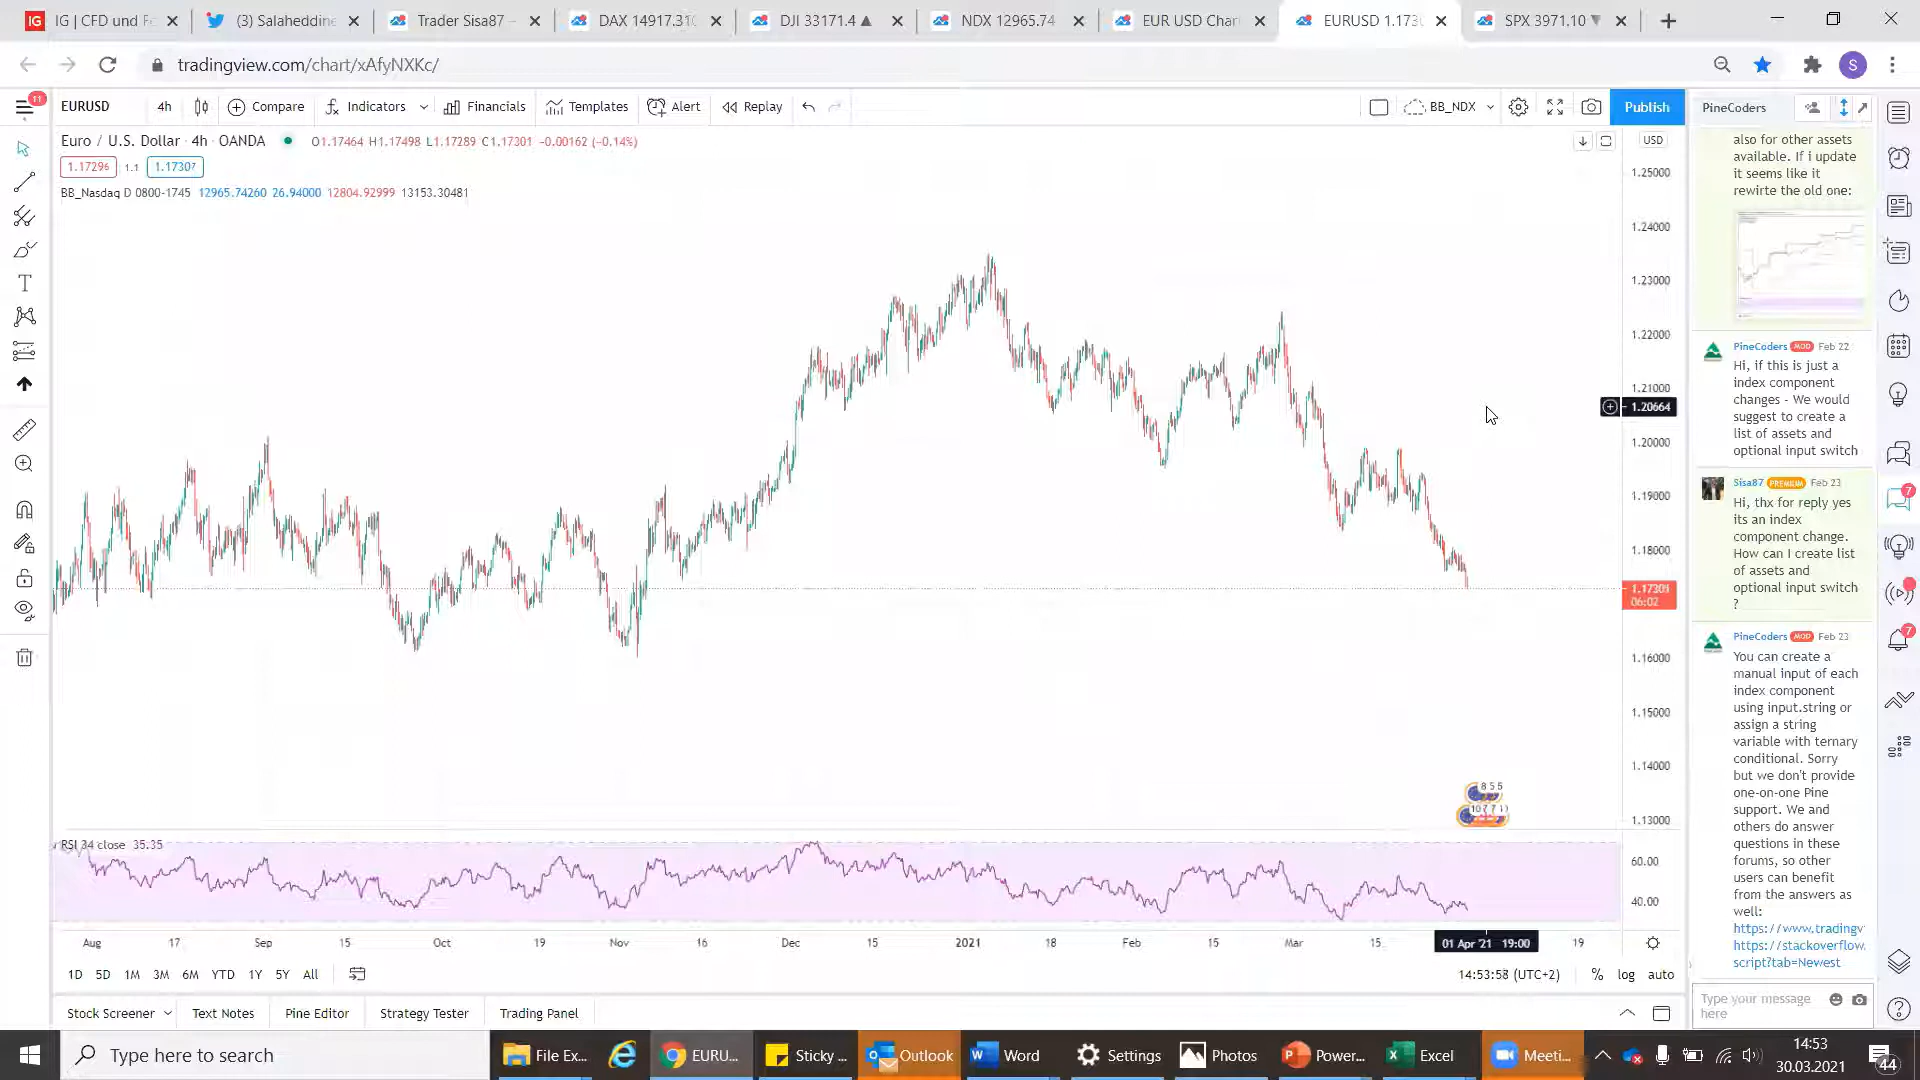 IG | CFD und F
(3) Salaheddine
Trader Sisa87 –
DAX 14917.31
DJI 33171.4 ▲
NDX 12965.74
EUR USD Char
EURUSD 1.173
SPX 3971.10 ▼
tradingview.com/chart/xAfyNXKc/
S
11
EURUSD
4h
Compare
Indicators
Financials
Templates
Alert
Replay
BB_NDX
Publish
PineCoders
Euro / U.S. Dollar · 4h · OANDA
O1.17464 H1.17498 L1.17289 C1.17301 −0.00162 (−0.14%)
USD
1.17296
1.1
1.17307
BB_Nasdaq D 0800-1745 12965.74260 26.94000 12804.92999 13153.30481
1.25000
1.24000
1.23000
1.22000
1.21000
1.20664
1.20000
1.19000
1.18000
1.17301
06:02
1.16000
1.15000
1.14000
1.13000
RSI 34 close 35.35
60.00
40.00
Aug 17 Sep 15 Oct 19 Nov 16 Dec 15 2021 18 Feb 15 Mar 15 01 Apr '21 19:00 19
1D 5D 1M 3M 6M YTD 1Y 5Y All
14:53:58 (UTC+2) % log auto
Stock Screener
Text Notes
Pine Editor
Strategy Tester
Trading Panel
also for other assets
available. If i update
it seems like it
rewirte the old one:
PineCoders MOD Feb 22
Hi, if this is just a
index component
changes - We would
suggest to create a
list of assets and
optional input switch
Sisa87 PREMIUM Feb 23
Hi, thx for reply yes
its an index
component change.
How can I create list
of assets and
optional input switch
?
PineCoders MOD Feb 23
You can create a
manual input of each
index component
using input.string or
assign a string
variable with ternary
conditional. Sorry
but we don't provide
one-on-one Pine
support. We and
others do answer
questions in these
forums, so other
users can benefit
from the answers as
well:
https://www.tradingv
https://stackoverflow.
script?tab=Newest
Type your message
here
7
7
Type here to search
File Ex...
EURU...
Sticky ...
Outlook
Word
Settings
Photos
Power...
Excel
Meeti...
14:53
30.03.2021
44